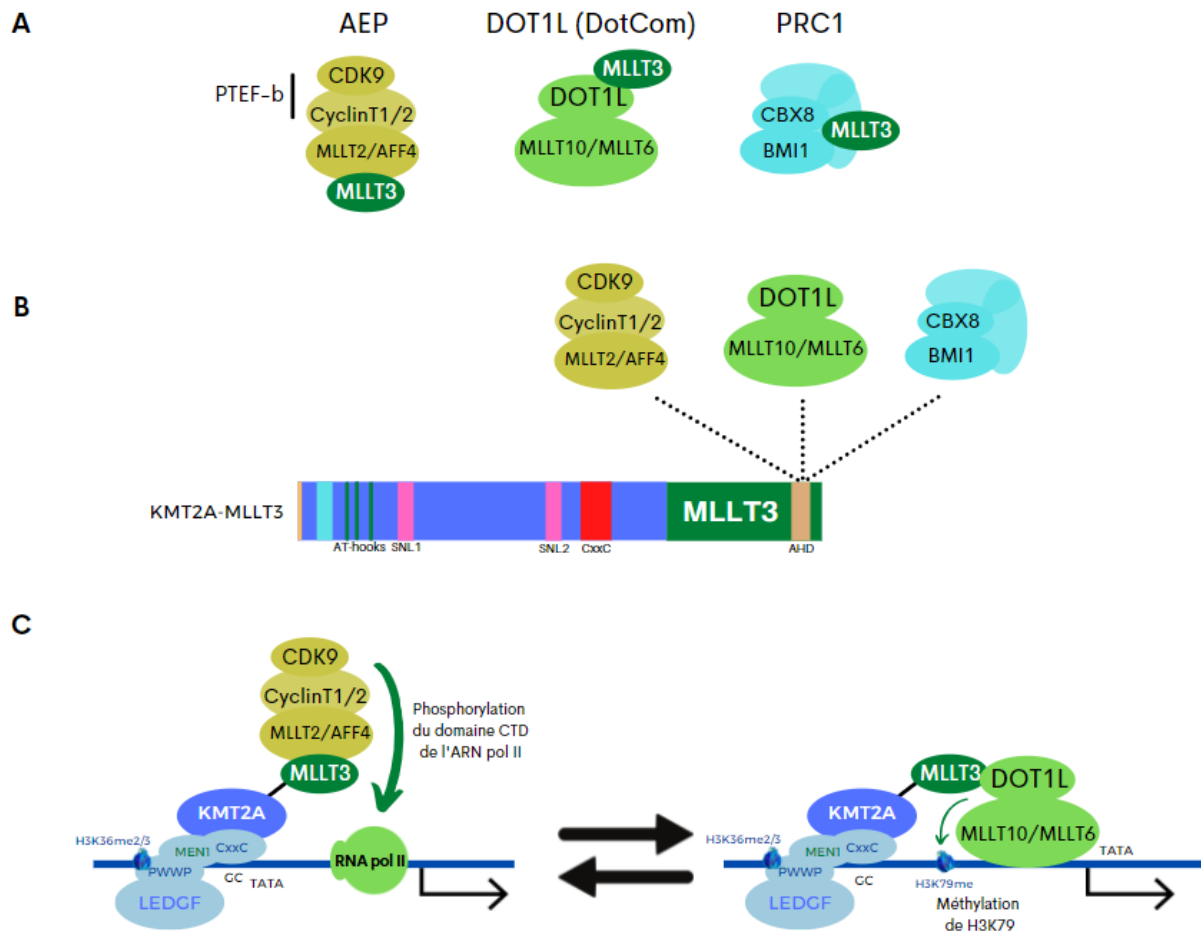 A
AEP
DOT1L (DotCom)
PRC1
PTEF-b
CDK9
CyclinT1/2
MLLT2/AFF4
MLLT3
MLLT3
DOT1L
MLLT10/MLLT6
CBX8
MLLT3
BMI1
B
CDK9
CyclinT1/2
MLLT2/AFF4
DOT1L
MLLT10/MLLT6
CBX8
BMI1
KMT2A-MLLT3
MLLT3
AT-hooks
SNL1
SNL2
CxxC
AHD
C
CDK9
CyclinT1/2
MLLT2/AFF4
MLLT3
Phosphorylation
du domaine CTD
de l'ARN pol II
KMT2A
H3K36me2/3
MEN1
CxxC
PWWP
LEDGF
GC
TATA
RNA pol II
MLLT3
DOT1L
MLLT10/MLLT6
KMT2A
H3K36me2/3
MEN1
CxxC
PWWP
LEDGF
GC
TATA
H3K79me
Méthylation
de H3K79